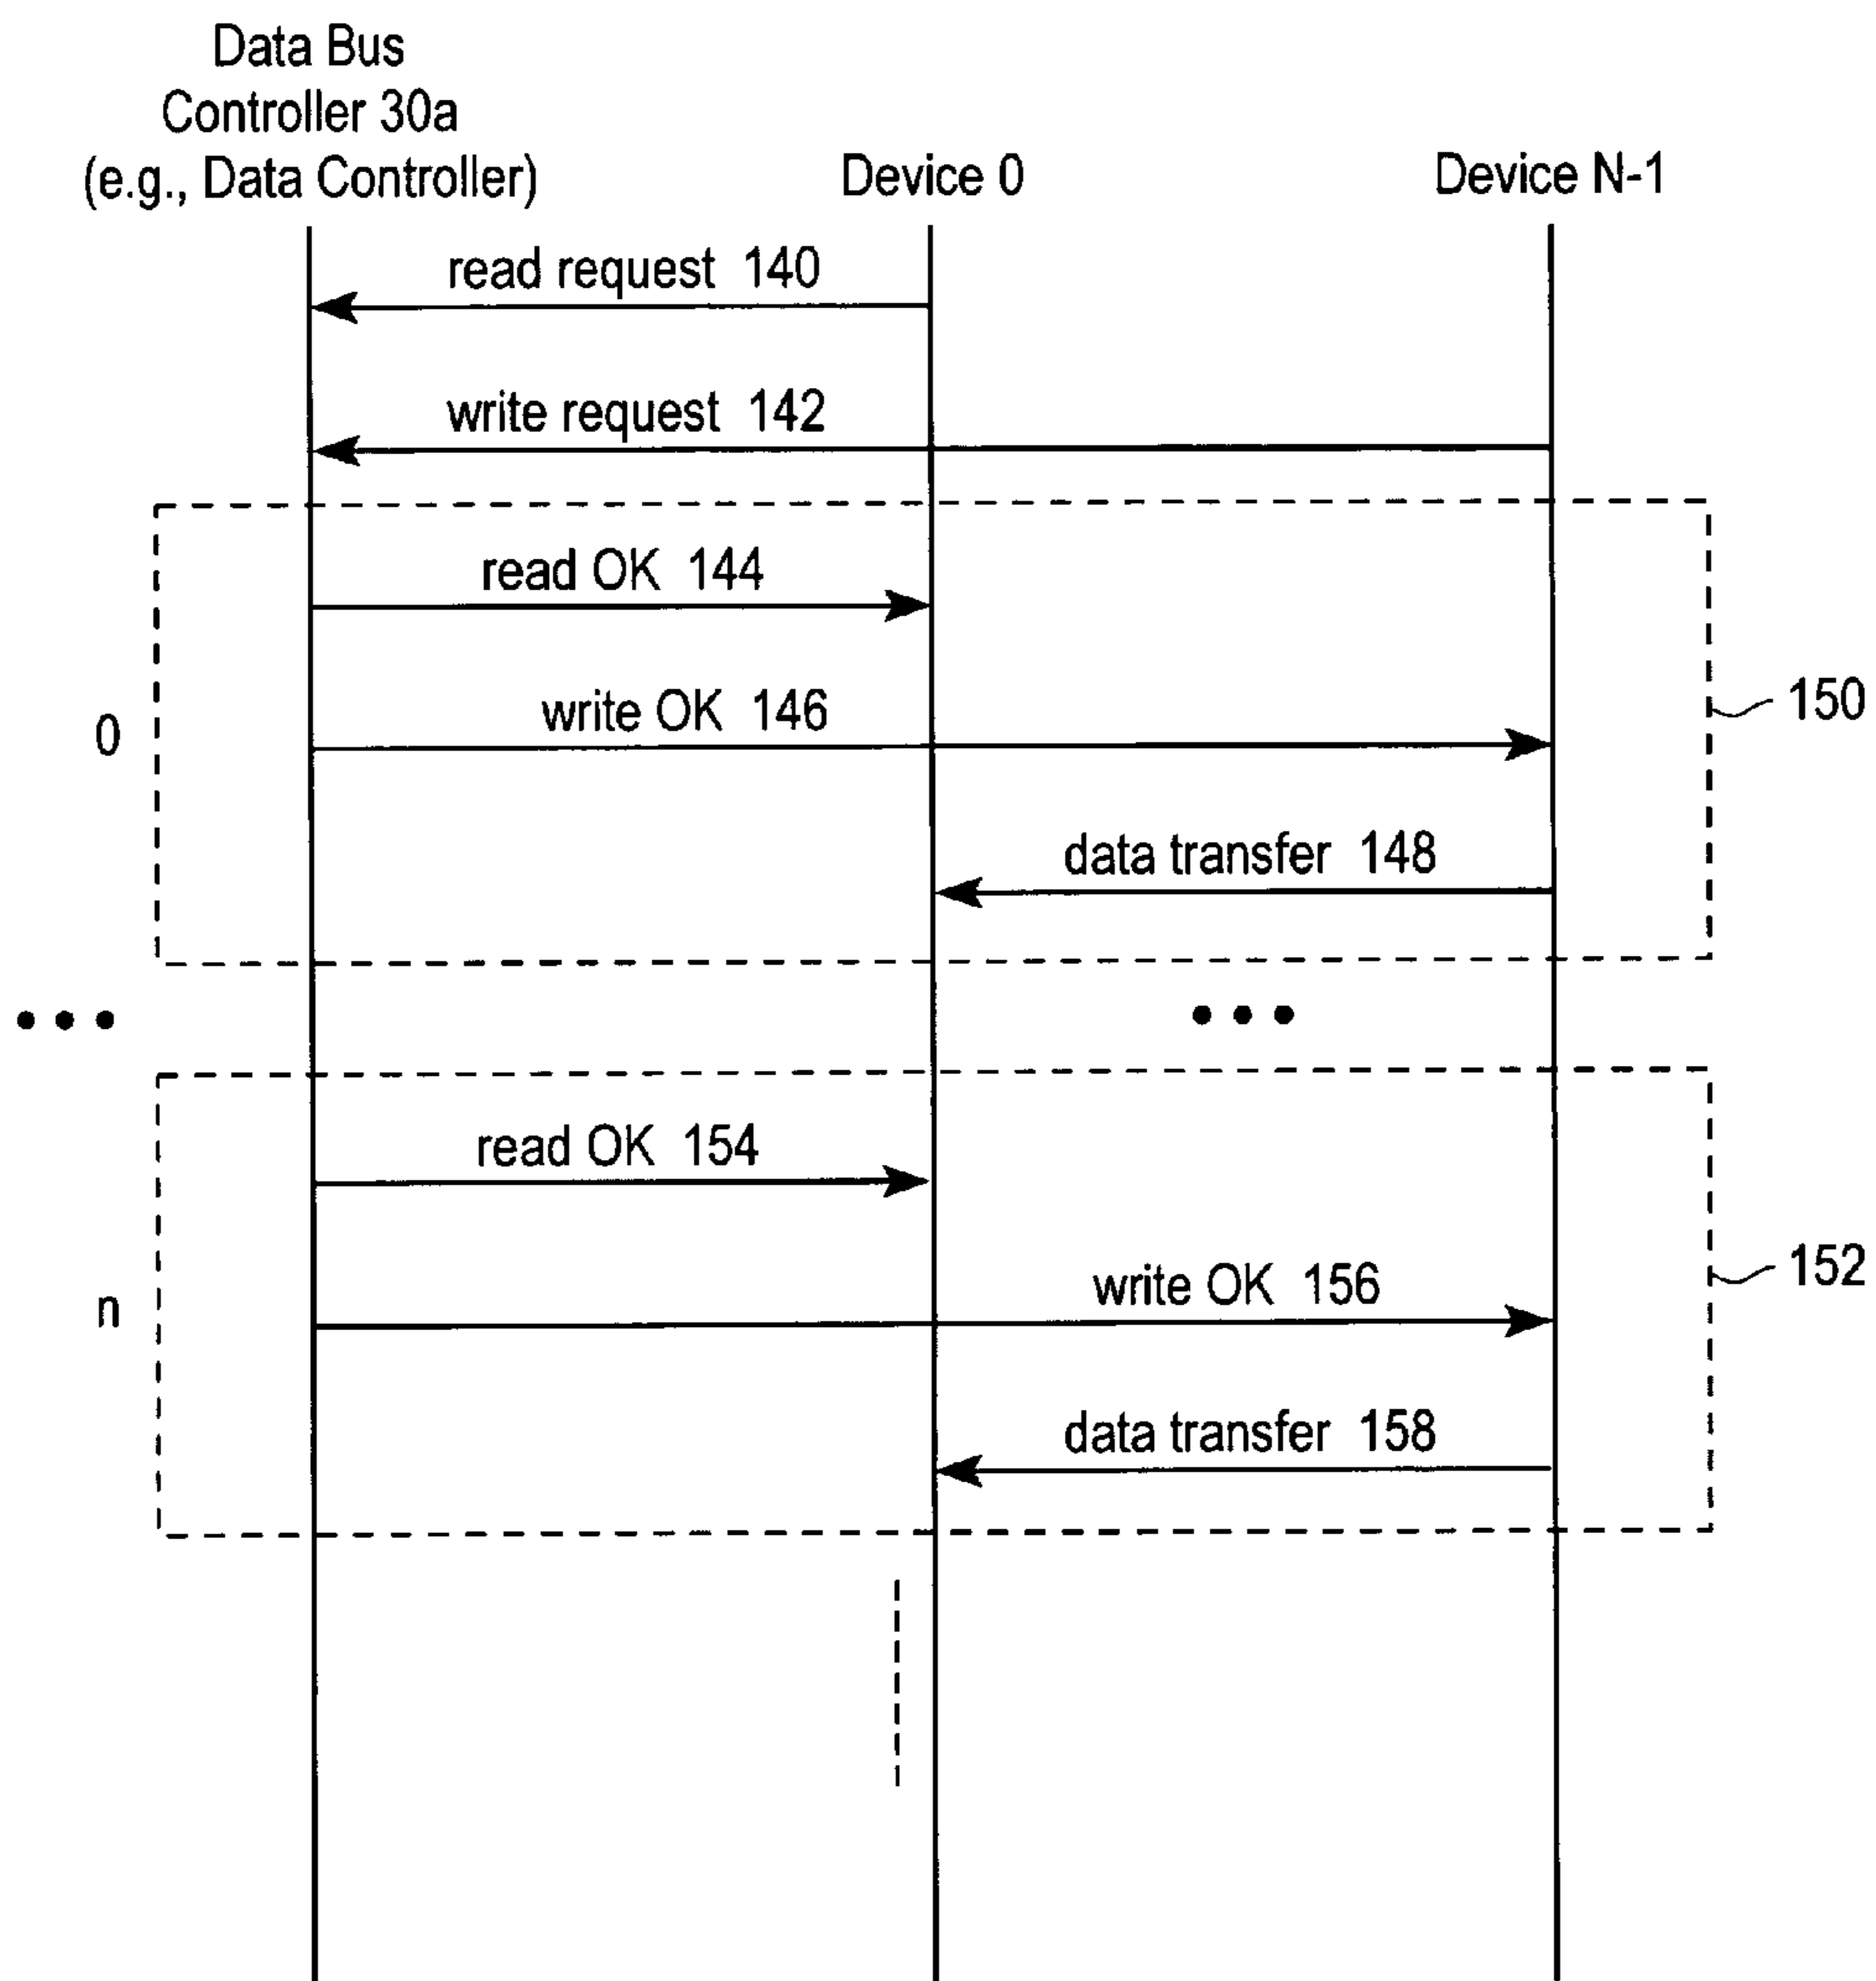 Data Bus
Controller 30a
(e.g., Data Controller)
Device 0
Device N-1
read request 140
write request 142
read OK 144
write OK 146
150
0
data transfer 148
read OK 154
write OK 156
152
n
data transfer 158